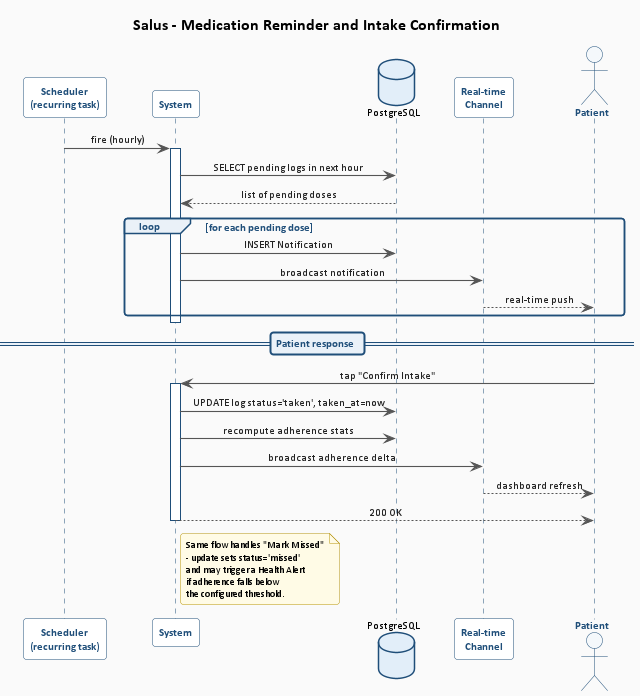 Salus - Medication Reminder and Intake Confirmation
Scheduler
(recurring task)
System
PostgreSQL
Real-time
Channel
Patient
fire (hourly)
SELECT pending logs in next hour
list of pending doses
loop
[for each pending dose]
INSERT Notification
broadcast notification
real-time push
Patient response
tap "Confirm Intake"
UPDATE log status='taken', taken_at=now
recompute adherence stats
broadcast adherence delta
dashboard refresh
200 OK
Same flow handles "Mark Missed"
- update sets status='missed'
and may trigger a Health Alert
if adherence falls below
the configured threshold.
Scheduler
(recurring task)
System
PostgreSQL
Real-time
Channel
Patient